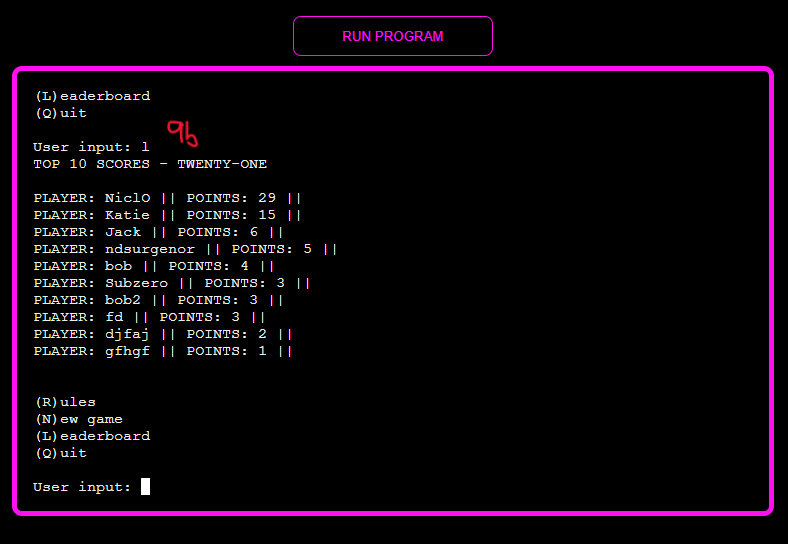 RUN PROGRAM
(L)eaderboard
(Q)uit
9b
User input: l
TOP 10 SCORES - TWENTY-ONE
PLAYER: NiclO || POINTS: 29 ||
PLAYER: Katie || POINTS: 15 ||
PLAYER: Jack || POINTS: 6 ||
PLAYER: ndsurgenor || POINTS: 5 ||
PLAYER: bob || POINTS: 4 ||
PLAYER: Subzero || POINTS: 3 ||
PLAYER: bob2 || POINTS: 3 ||
PLAYER: fd || POINTS: 3 ||
PLAYER: djfaj || POINTS: 2 ||
PLAYER: gfhgf || POINTS: 1 ||
(R)ules
(N)ew game
(L)eaderboard
(Q)uit
User input: